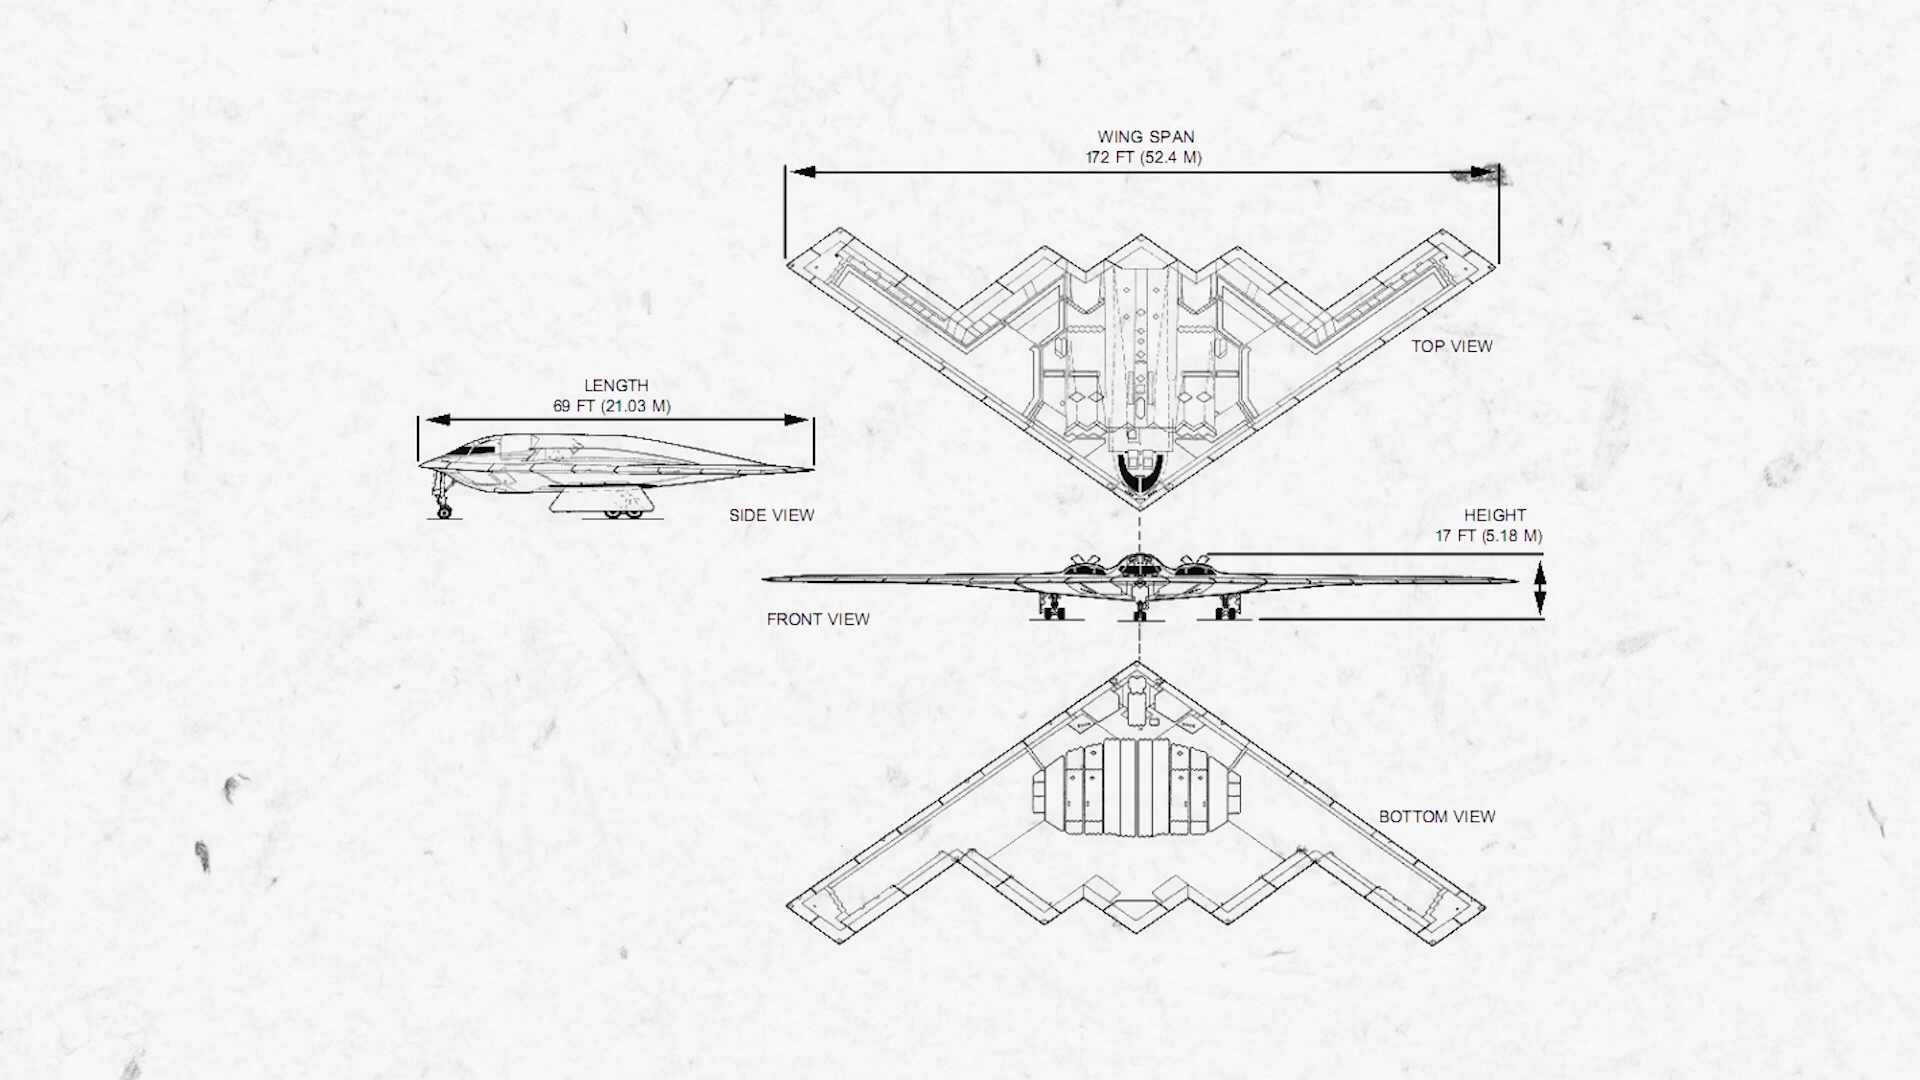 WING SPAN
172 FT (52.4 M)
TOP VIEW
LENGTH
69 FT (21.03 M)
SIDE VIEW
HEIGHT
17 FT (5.18 M)
FRONT VIEW
BOTTOM VIEW